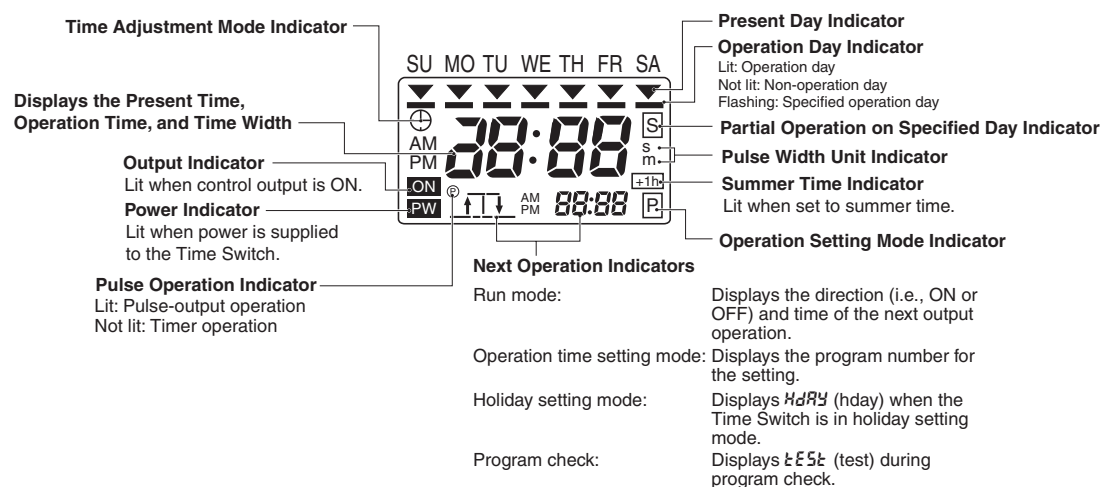 Time Adjustment Mode Indicator
Displays the Present Time,
Operation Time, and Time Width
Output Indicator
Lit when control output is ON.
Power Indicator
Lit when power is supplied
to the Time Switch.
Pulse Operation Indicator
Lit: Pulse-output operation
Not lit: Timer operation
SU MO TU WE TH FR SA
AM
PM
38:88
S
s
m
ON
PW
P
+1h
AM
PM
88:88
P
Present Day Indicator
Operation Day Indicator
Lit: Operation day
Not lit: Non-operation day
Flashing: Specified operation day
Partial Operation on Specified Day Indicator
Pulse Width Unit Indicator
Summer Time Indicator
Lit when set to summer time.
Operation Setting Mode Indicator
Next Operation Indicators
Run mode: Displays the direction (i.e., ON or
OFF) and time of the next output
operation.
Operation time setting mode: Displays the program number for
the setting.
Holiday setting mode: Displays HdAY (hday) when the
Time Switch is in holiday setting
mode.
Program check: Displays tESt (test) during
program check.